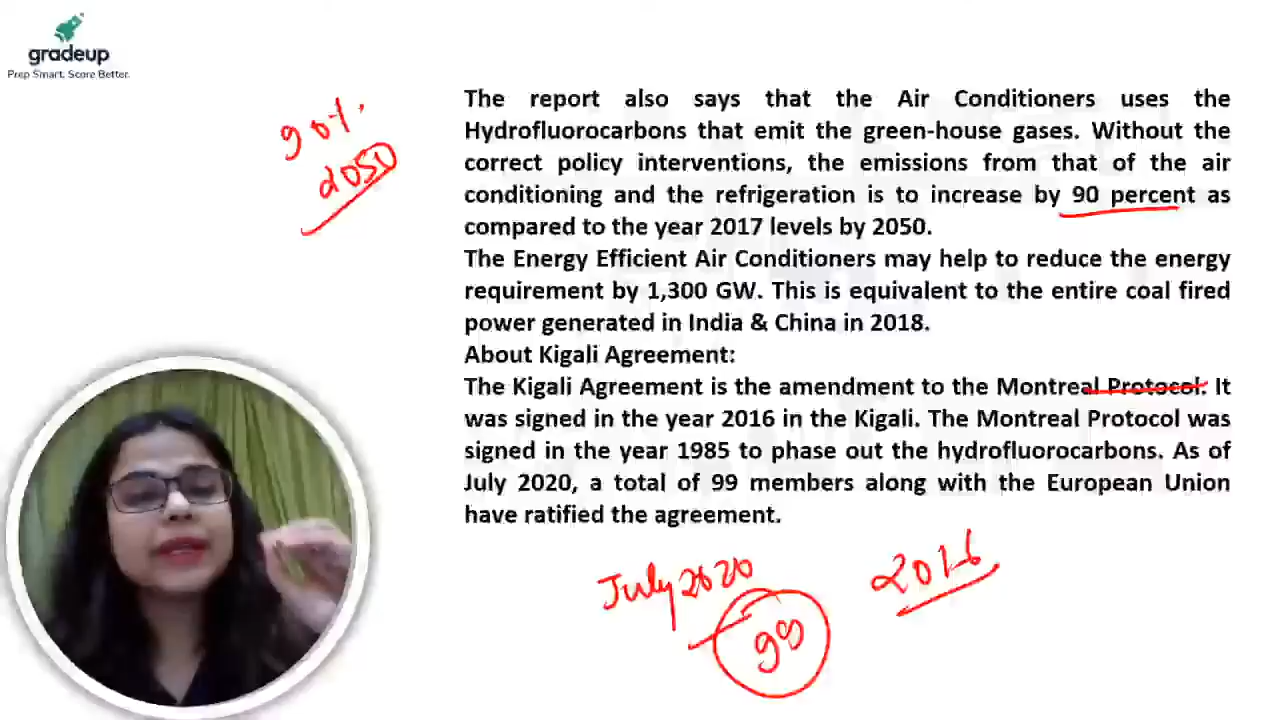 gradeup
Prep Smart. Score Better.
90%
2050
The report also says that the Air Conditioners uses the
Hydrofluorocarbons that emit the green-house gases. Without the
correct policy interventions, the emissions from that of the air
conditioning and the refrigeration is to increase by 90 percent as
compared to the year 2017 levels by 2050.
The Energy Efficient Air Conditioners may help to reduce the energy
requirement by 1,300 GW. This is equivalent to the entire coal fired
power generated in India & China in 2018.
About Kigali Agreement:
The Kigali Agreement is the amendment to the Montreal Protocol. It
was signed in the year 2016 in the Kigali. The Montreal Protocol was
signed in the year 1985 to phase out the hydrofluorocarbons. As of
July 2020, a total of 99 members along with the European Union
have ratified the agreement.
July 2020
2016
99